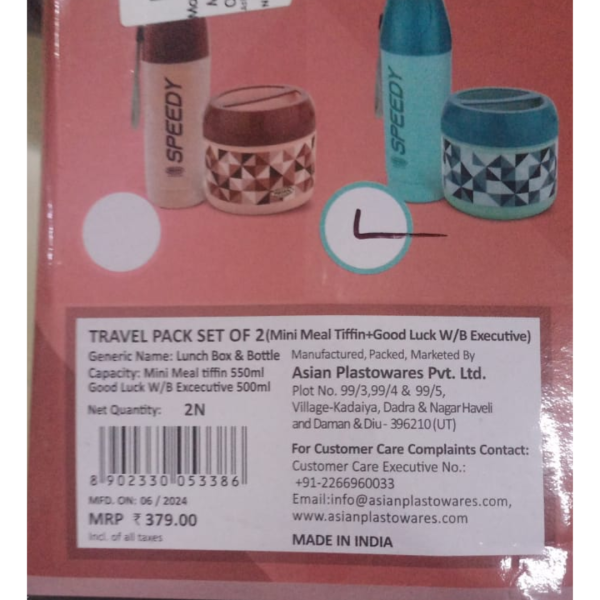 SPEEDY
SPEEDY
TRAVEL PACK SET OF 2(Mini Meal Tiffin+Good Luck W/B Executive)
Generic Name: Lunch Box & Bottle
Capacity: Mini Meal tiffin 550ml
Good Luck W/B Excecutive 500ml
Net Quantity: 2N
8 902330 053386
MFD. ON: 06 / 2024
MRP ₹ 379.00
Incl. of all taxes
Manufactured, Packed, Marketed By
Asian Plastowares Pvt. Ltd.
Plot No. 99/3,99/4 & 99/5,
Village-Kadaiya, Dadra & Nagar Haveli
and Daman & Diu - 396210 (UT)
For Customer Care Complaints Contact:
Customer Care Executive No.:
+91-2266960033
Email:info@asianplastowares.com,
www.asianplastowares.com
MADE IN INDIA